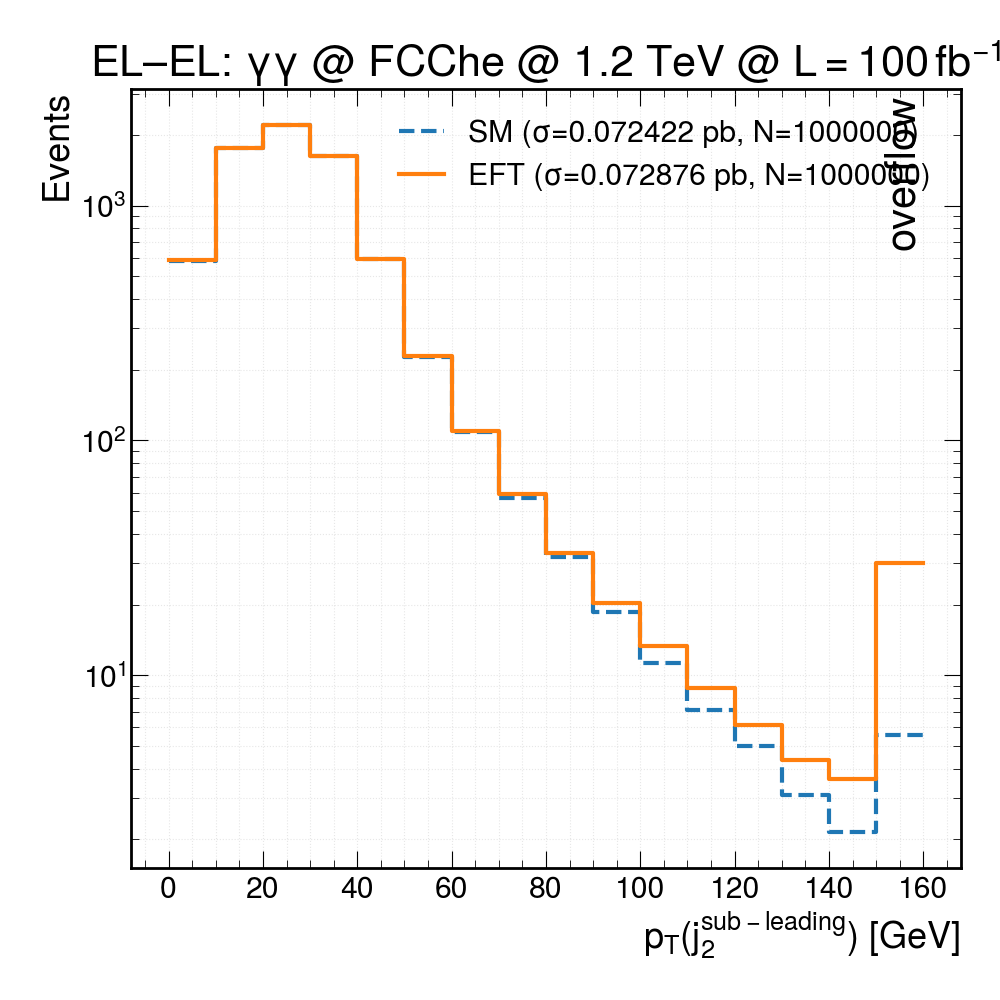 EL–EL: γγ @ FCChe @ 1.2 TeV @ L = 100 fb⁻¹
Events
SM (σ=0.072422 pb, N=1000000)
EFT (σ=0.072876 pb, N=1000000)
overflow
10³
10²
10¹
0 20 40 60 80 100 120 140 160
p_T(j_2^{sub-leading}) [GeV]